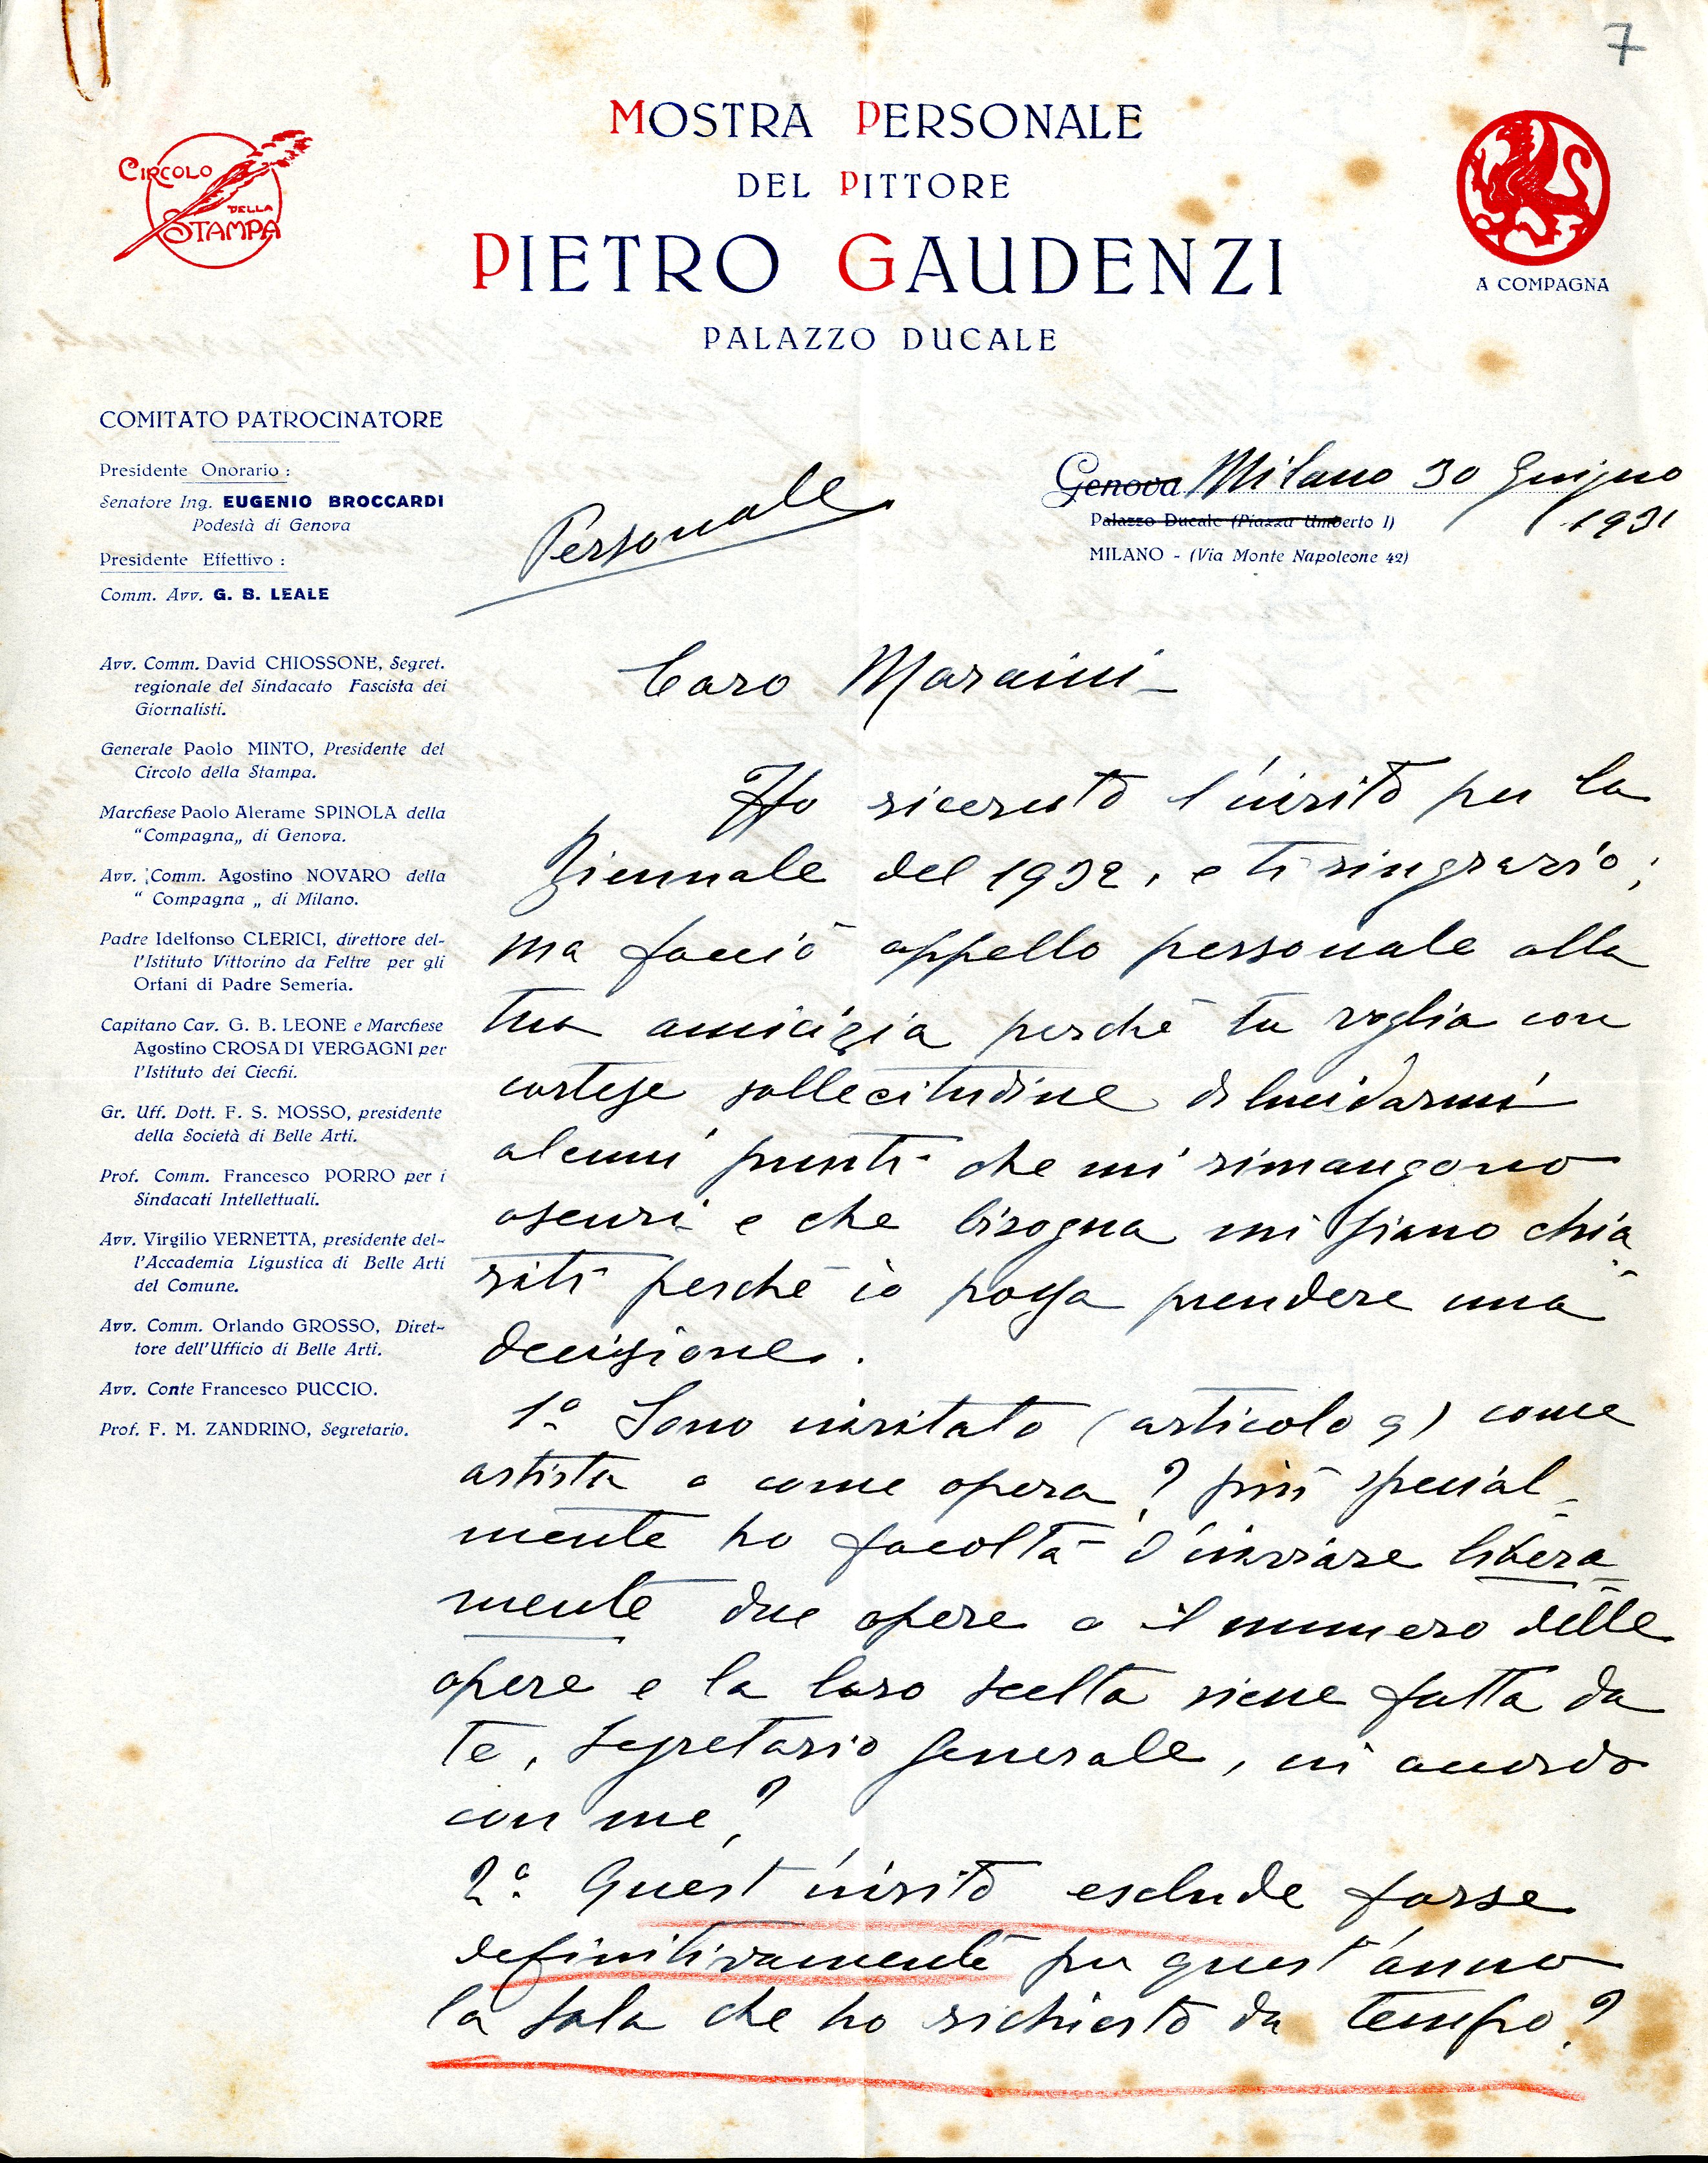 7
CIRCOLO
DELLA
STAMPA
MOSTRA PERSONALE
DEL PITTORE
PIETRO GAUDENZI
PALAZZO DUCALE
A COMPAGNA
COMITATO PATROCINATORE
Presidente Onorario :
Senatore Ing. EUGENIO BROCCARDI
Podestà di Genova
Presidente Effettivo :
Comm. Avv. G. B. LEALE
Avv. Comm. David CHIOSSONE, Segret.
regionale del Sindacato Fascista dei
Giornalisti.
Generale Paolo MINTO, Presidente del
Circolo della Stampa.
Marchese Paolo Alerame SPINOLA della
“Compagna„ di Genova.
Avv. Comm. Agostino NOVARO della
“ Compagna „ di Milano.
Padre Idelfonso CLERICI, direttore del-
l'Istituto Vittorino da Feltre per gli
Orfani di Padre Semeria.
Capitano Cav. G. B. LEONE e Marchese
Agostino CROSA DI VERGAGNI per
l'Istituto dei Ciechi.
Gr. Uff. Dott. F. S. MOSSO, presidente
della Società di Belle Arti.
Prof. Comm. Francesco PORRO per i
Sindacati Intellettuali.
Avv. Virgilio VERNETTA, presidente del-
l'Accademia Ligustica di Belle Arti
del Comune.
Avv. Comm. Orlando GROSSO, Diret-
tore dell'Ufficio di Belle Arti.
Avv. Conte Francesco PUCCIO.
Prof. F. M. ZANDRINO, Segretario.
Personale
Genova Milano 30 Giugno
1931
Palazzo Ducale (Piazza Umberto I)
MILANO - (Via Monte Napoleone 42)
Caro Maraini -
Ho ricevuto l'invito per la
Biennale del 1932, e ti ringrazio;
ma faccio appello personale alla
tua amicizia perchè tu voglia con
cortese sollecitudine dilucidarmi
alcuni punti che mi rimangono
oscuri e che bisogna mi siano chia-
riti perchè io possa prendere una
decisione.
1º Sono invitato (articolo 9) come
artista o come opera? più special-
mente ho facoltà d'inviare libera-
mente due opere o il numero delle
opere e la loro scelta viene fatta da
te, Segretario Generale, in accordo
con me?
2º Quest'invito esclude forse
definitivamente per quest'anno
la sala che ho richiesto da tempo?